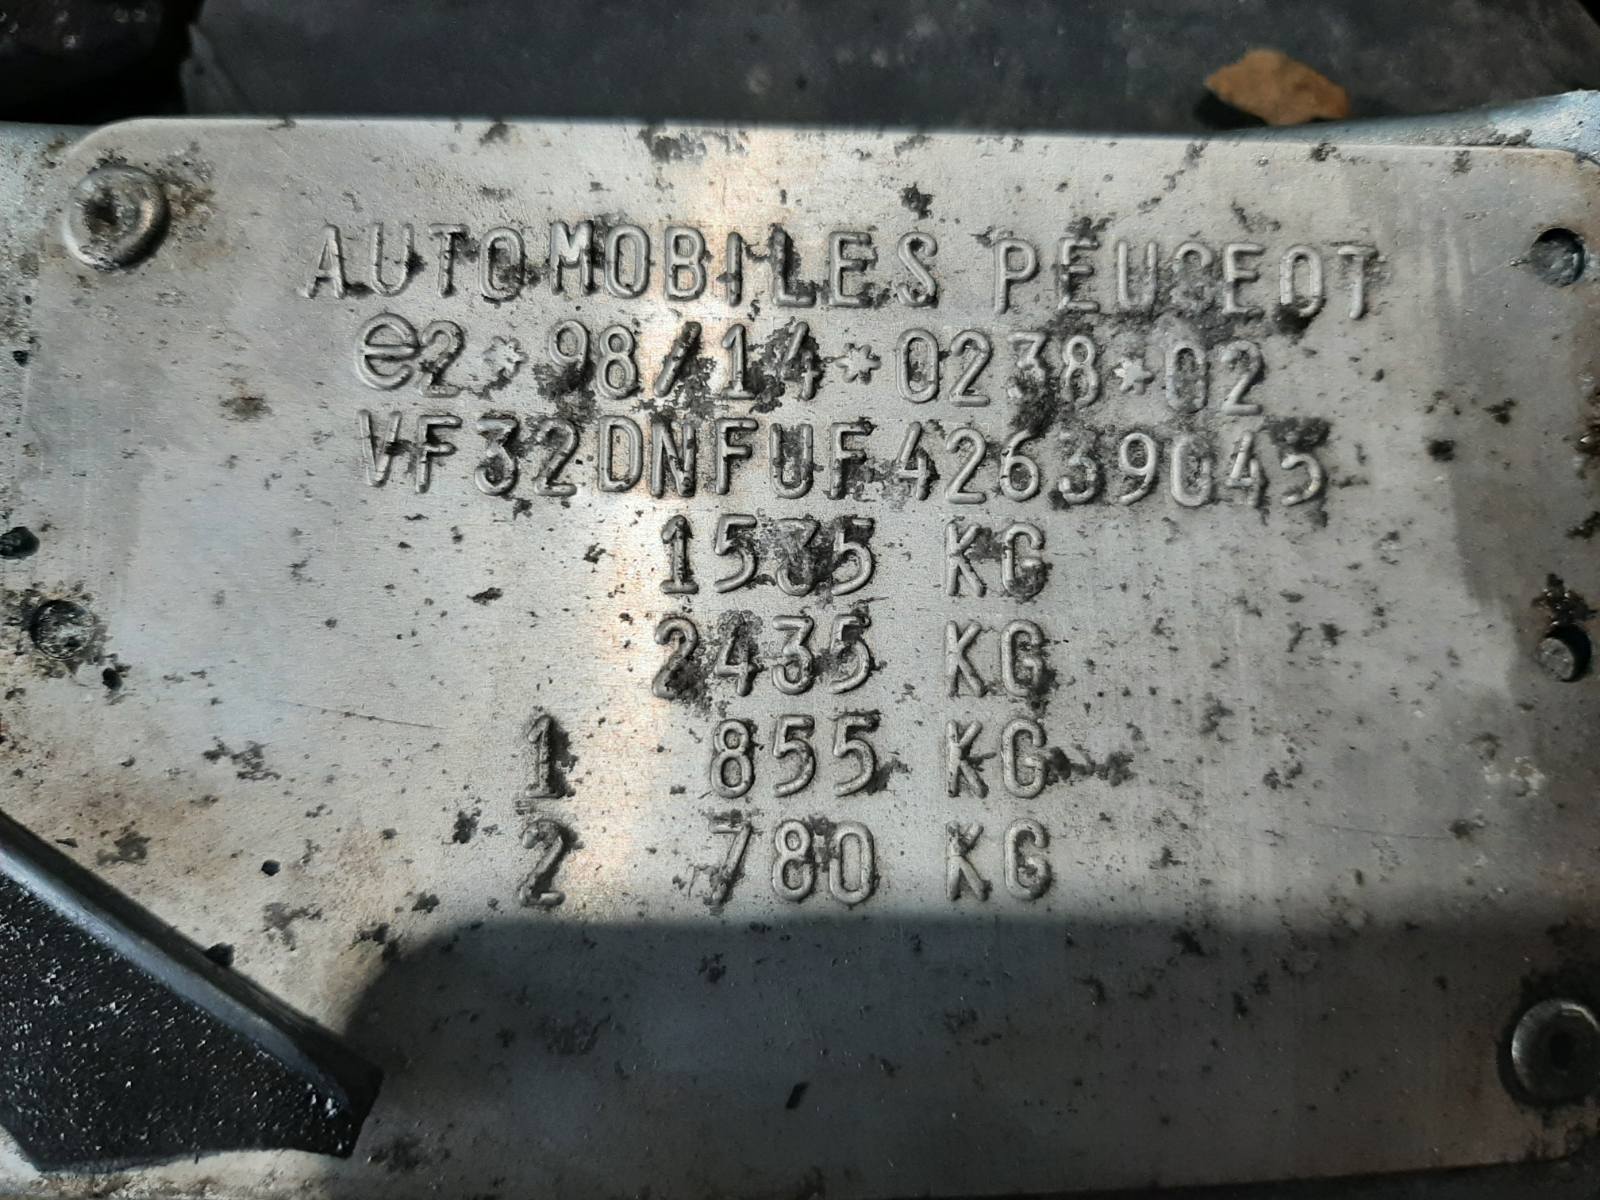 AUTOMOBILES PEUGEOT
e2*98/14*0238*02
VF32DNFUF42639045
1535 KG
2435 KG
1 855 KG
2 780 KG